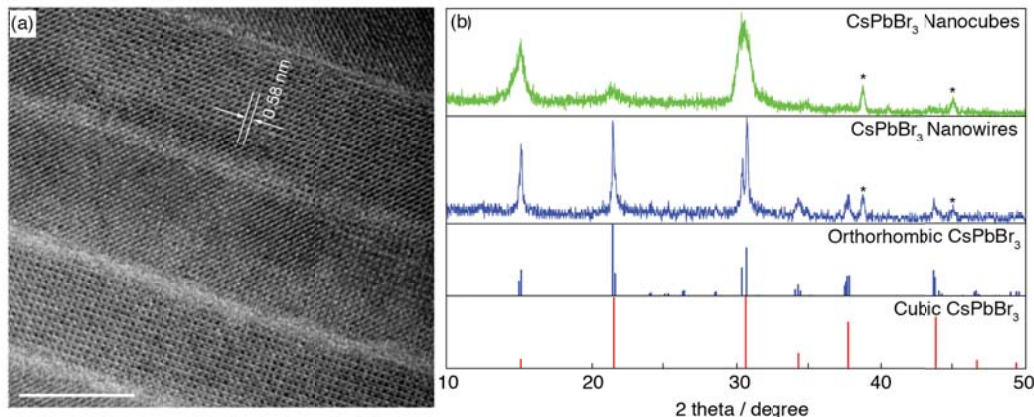 (a)
0.58 nm
(b)
CsPbBr3 Nanocubes
*
*
CsPbBr3 Nanowires
*
*
Orthorhombic CsPbBr3
Cubic CsPbBr3
10 20 30 40 50
2 theta / degree